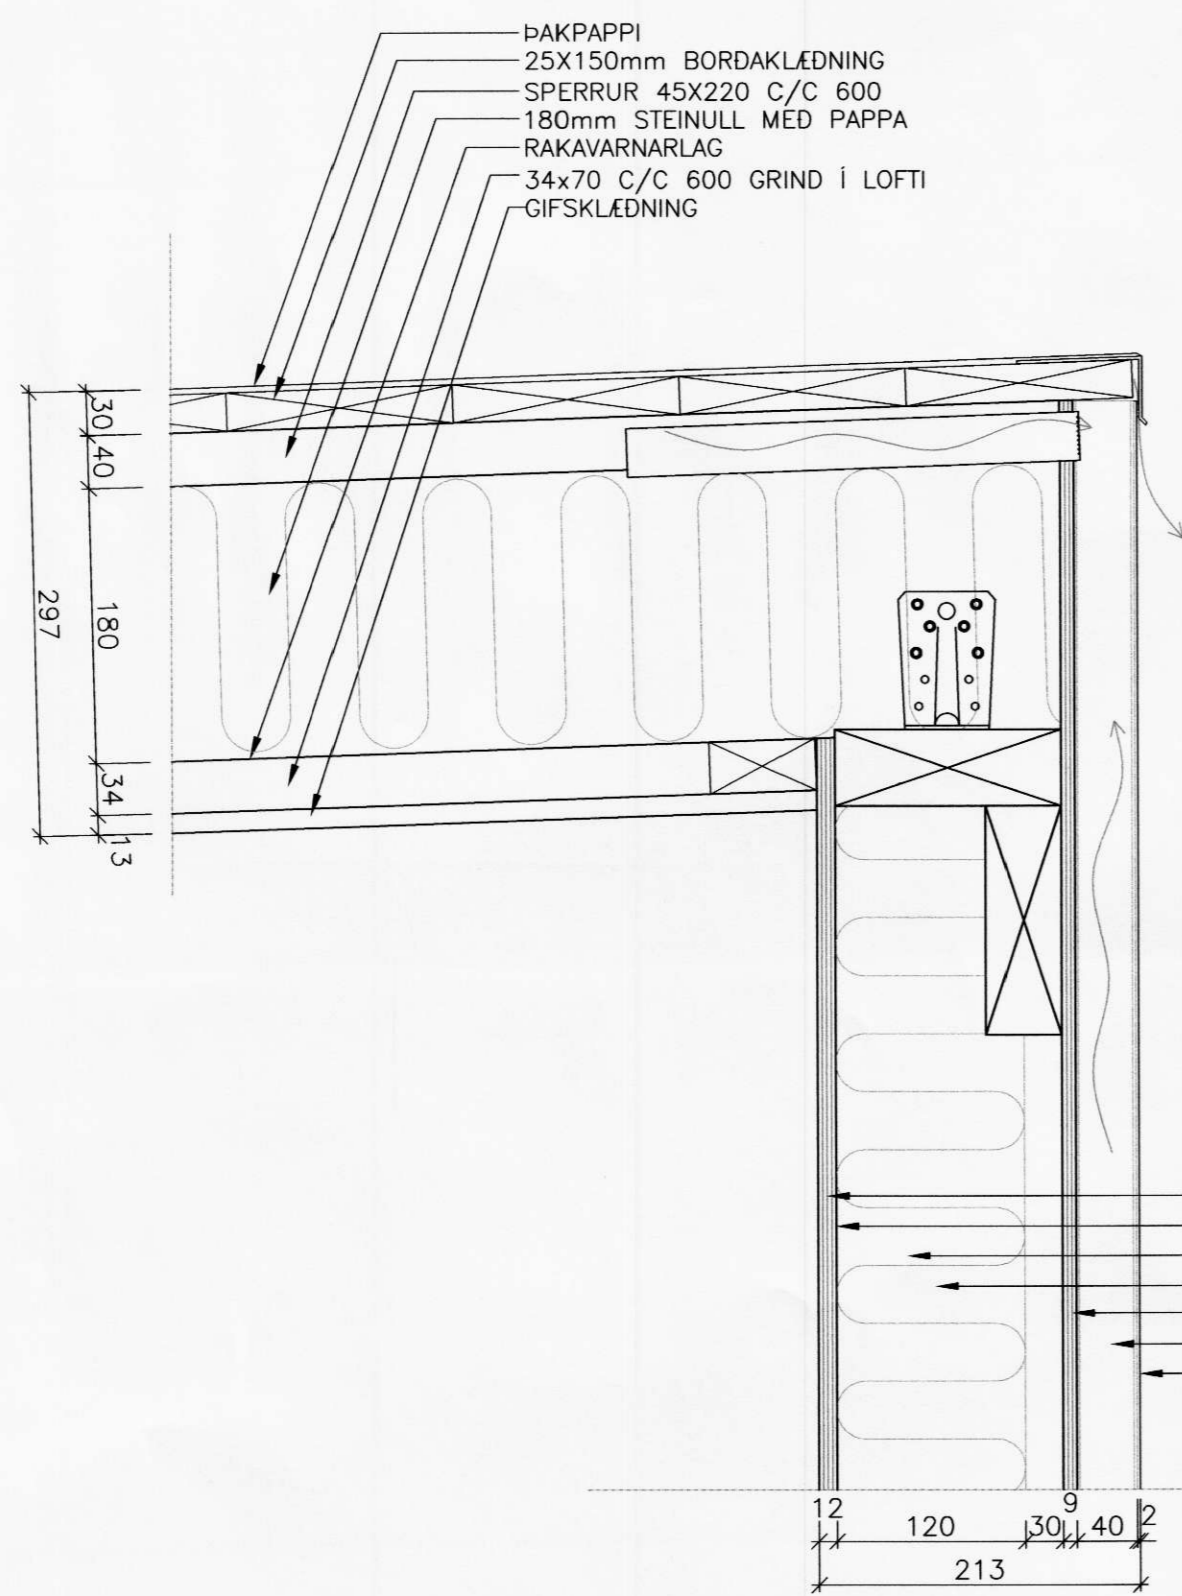 ÞAKPAPPI
25X150mm BORÐAKLÆÐNING
SPERRUR 45X220 C/C 600
180mm STEINULL MEÐ PAPPA
RAKAVARNARLAG
34x70 C/C 600 GRIND Í LOFTI
GIFSKLÆÐNING
30
40
180
297
34
13
12
120
30
9
40
2
213